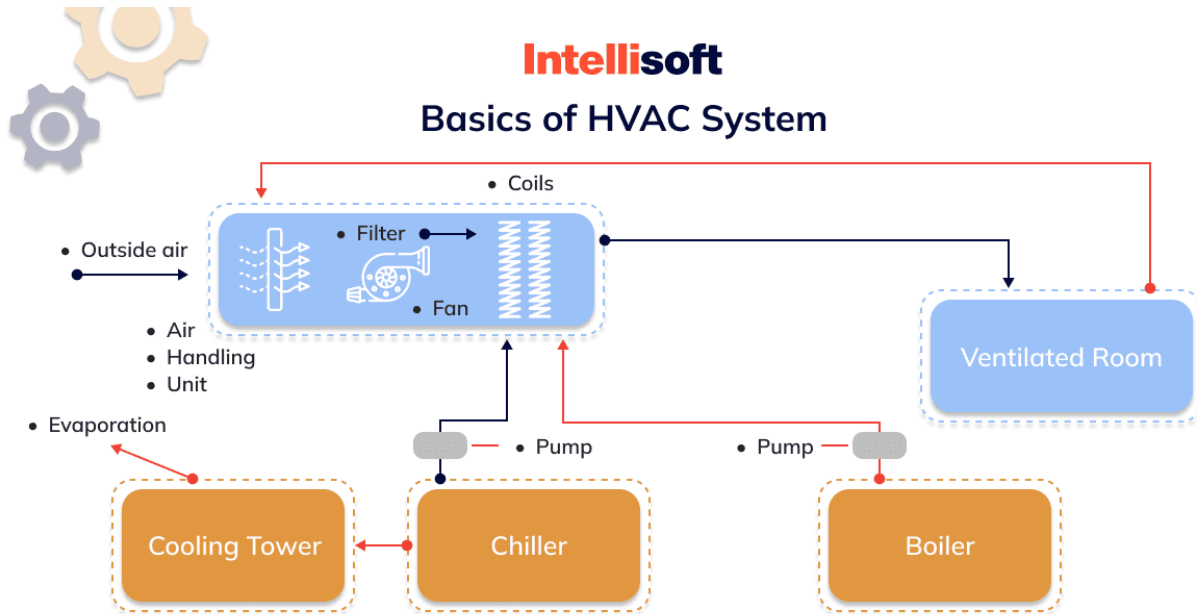 Intellisoft
Basics of HVAC System
• Coils
• Filter
• Outside air
• Fan
• Air
• Handling
• Unit
Ventilated Room
• Evaporation
• Pump
• Pump
Cooling Tower
Chiller
Boiler